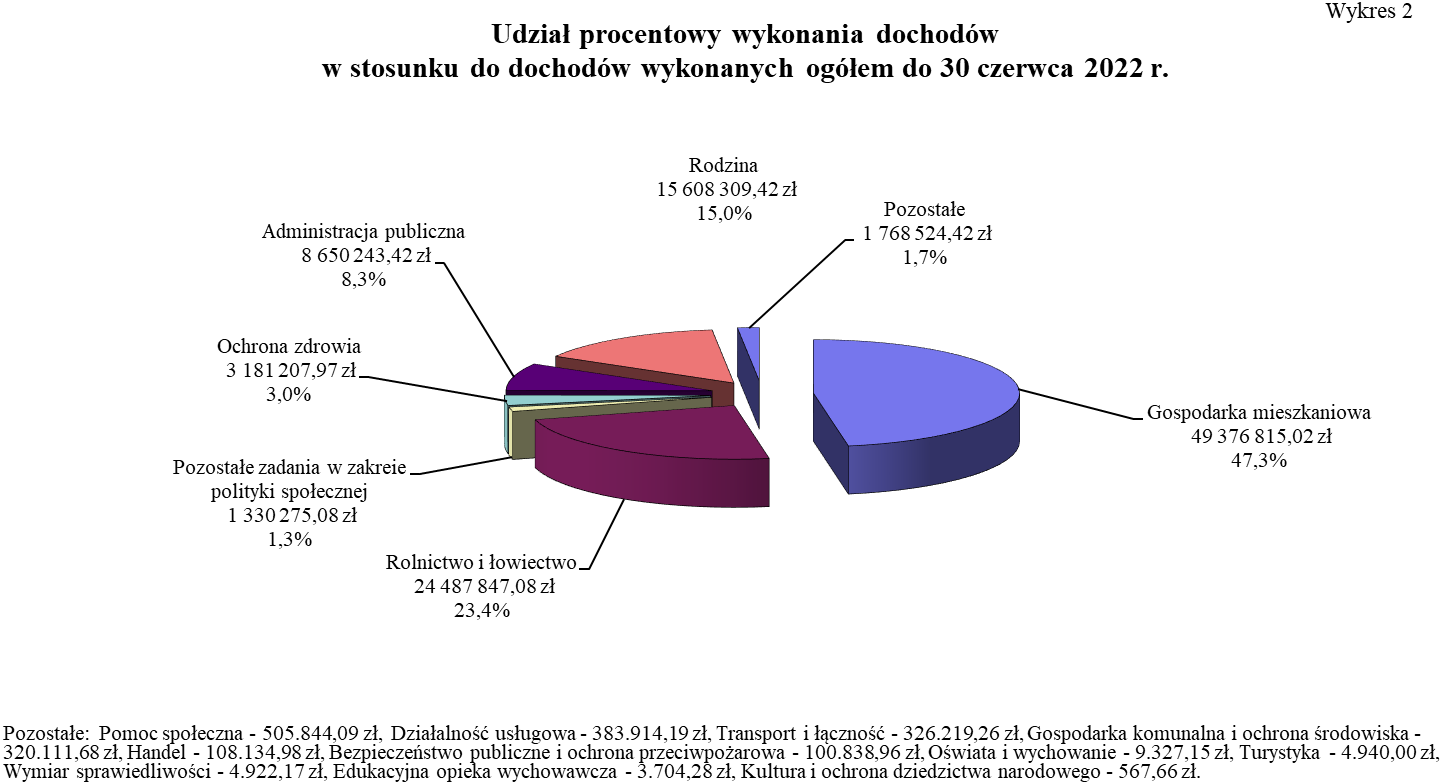 Wykres 2
Udział procentowy wykonania dochodów
w stosunku do dochodów wykonanych ogółem do 30 czerwca 2022 r.
Rodzina
15 608 309,42 zł
15,0%
Pozostałe
1 768 524,42 zł
1,7%
Administracja publiczna
8 650 243,42 zł
8,3%
Ochrona zdrowia
3 181 207,97 zł
3,0%
Gospodarka mieszkaniowa
49 376 815,02 zł
47,3%
Pozostałe zadania w zakreie
polityki społecznej
1 330 275,08 zł
1,3%
Rolnictwo i łowiectwo
24 487 847,08 zł
23,4%
Pozostałe: Pomoc społeczna - 505.844,09 zł, Działalność usługowa - 383.914,19 zł, Transport i łączność - 326.219,26 zł, Gospodarka komunalna i ochrona środowiska -
320.111,68 zł, Handel - 108.134,98 zł, Bezpieczeństwo publiczne i ochrona przeciwpożarowa - 100.838,96 zł, Oświata i wychowanie - 9.327,15 zł, Turystyka - 4.940,00 zł,
Wymiar sprawiedliwości - 4.922,17 zł, Edukacyjna opieka wychowawcza - 3.704,28 zł, Kultura i ochrona dziedzictwa narodowego - 567,66 zł.